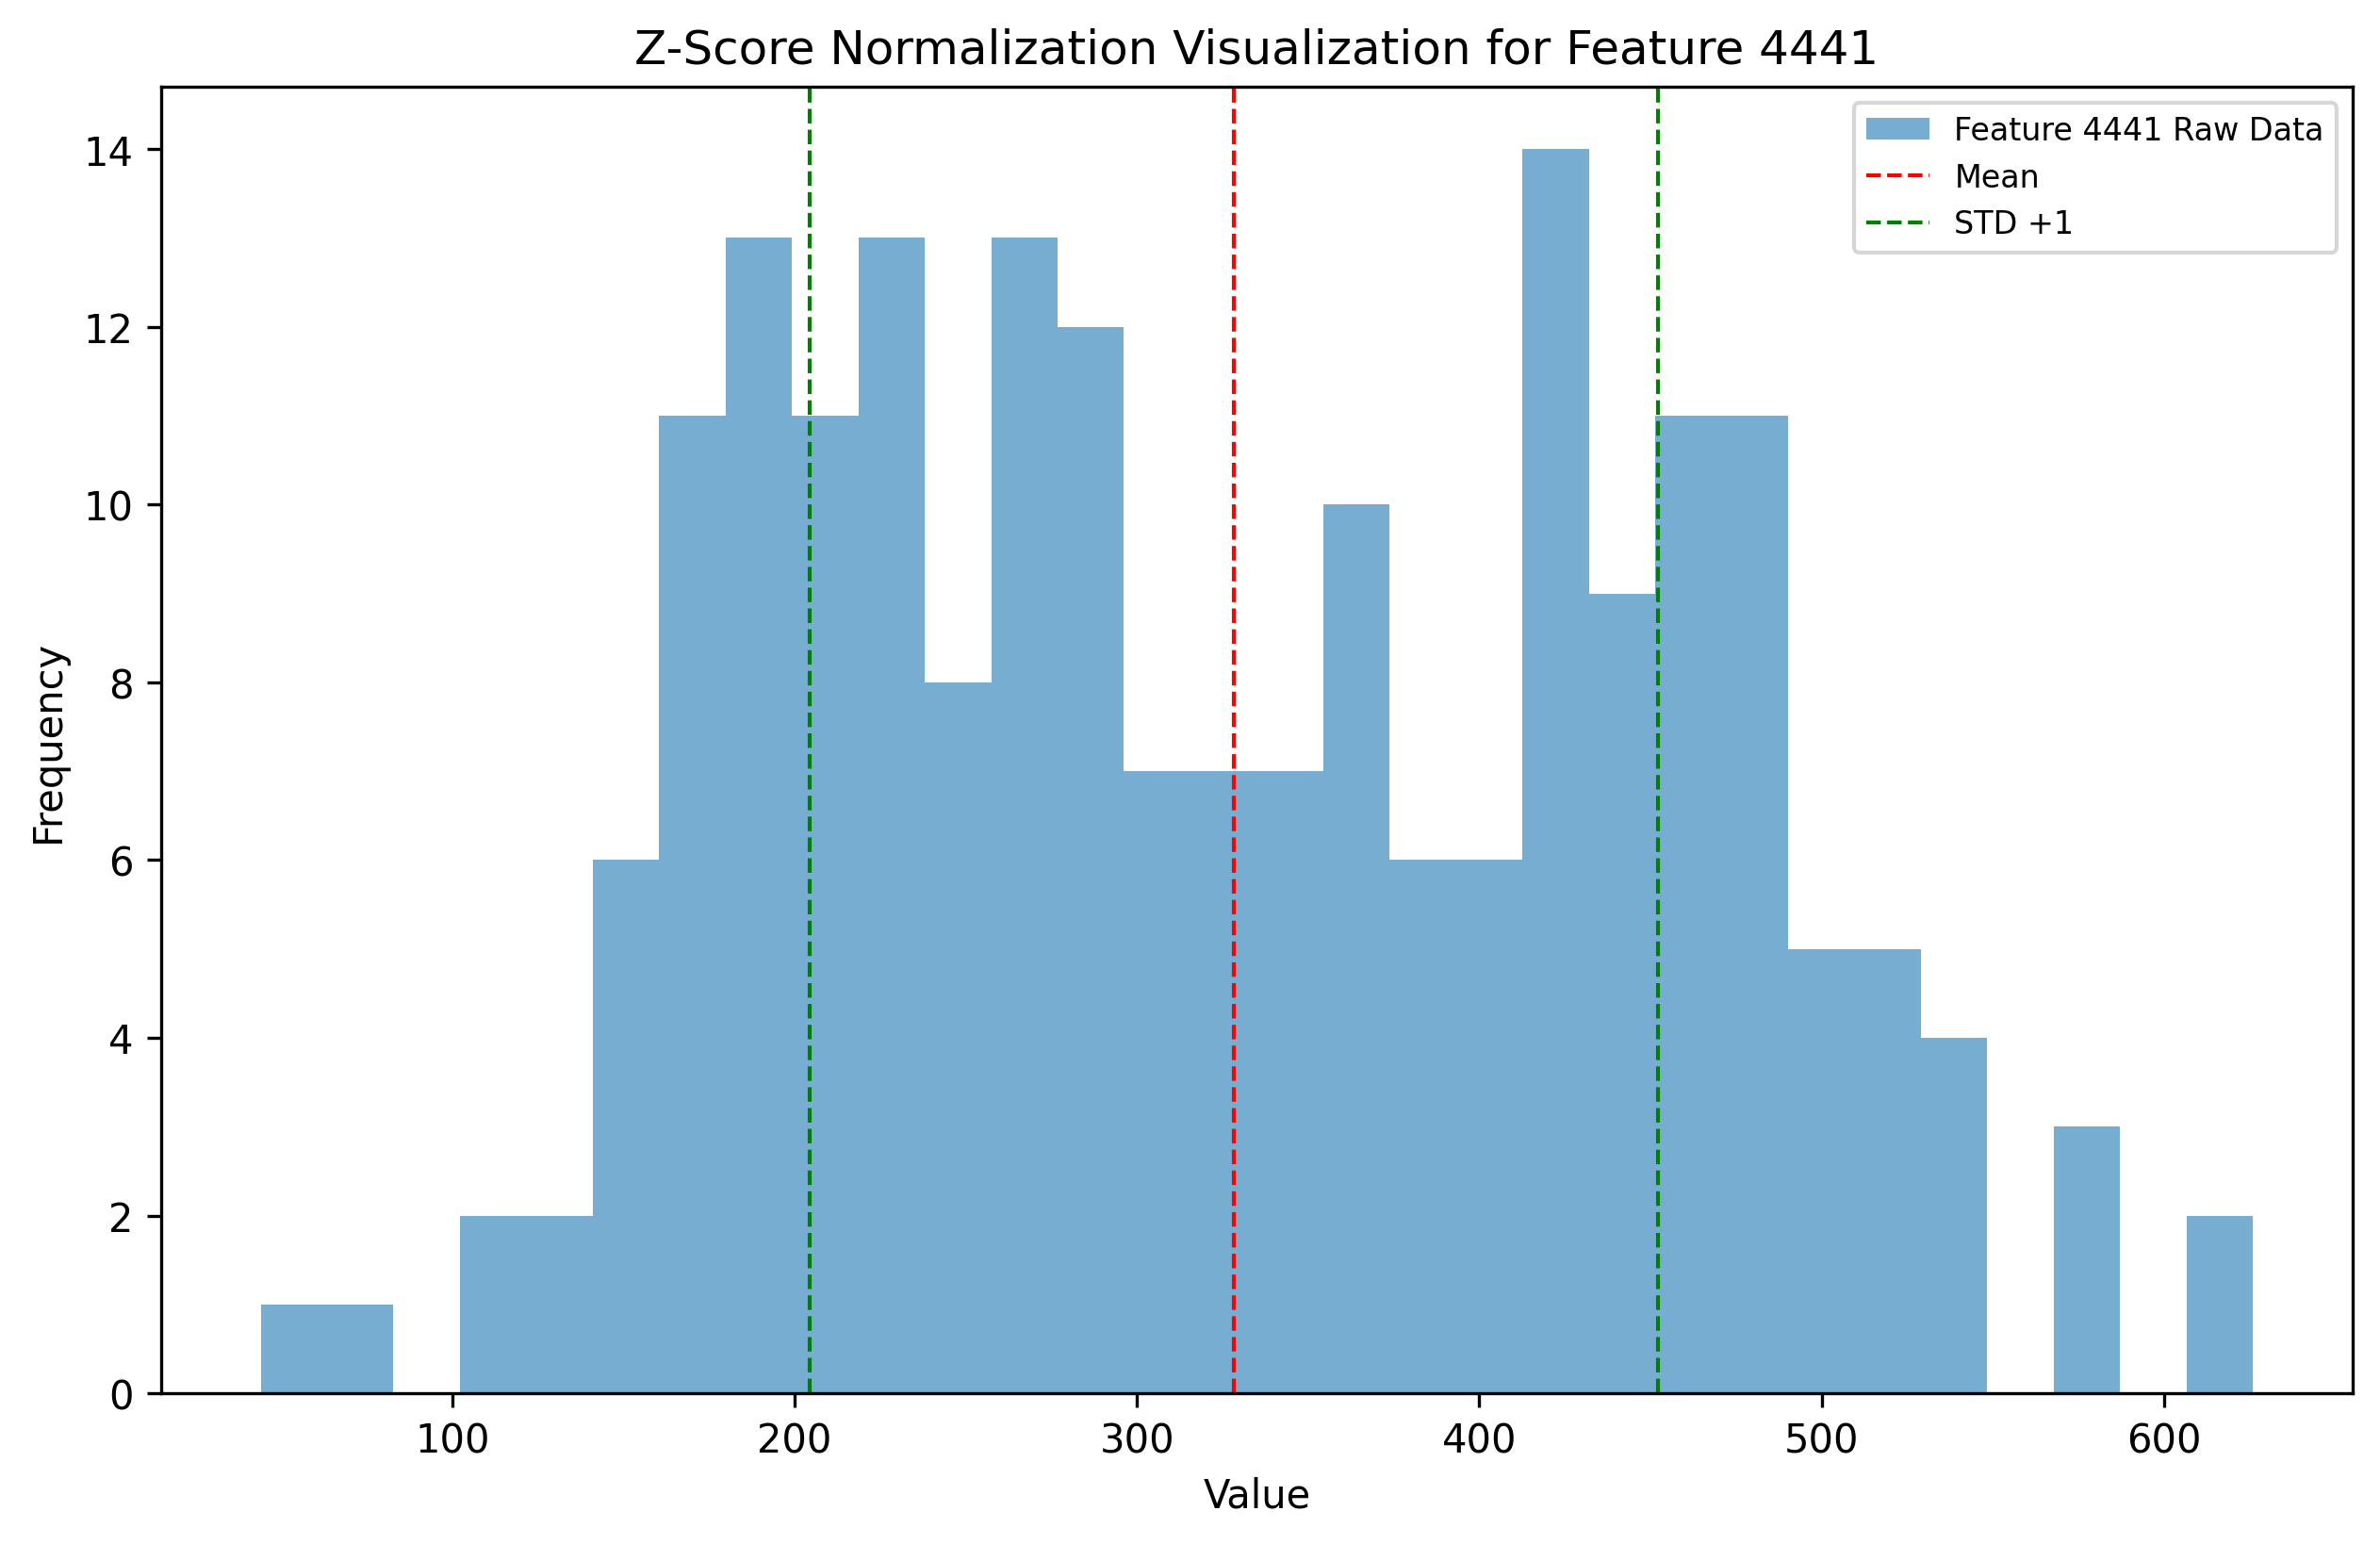 Z-Score Normalization Visualization for Feature 4441
Feature 4441 Raw Data
Mean
STD +1
14
12
10
8
6
4
2
0
Frequency
100 200 300 400 500 600
Value